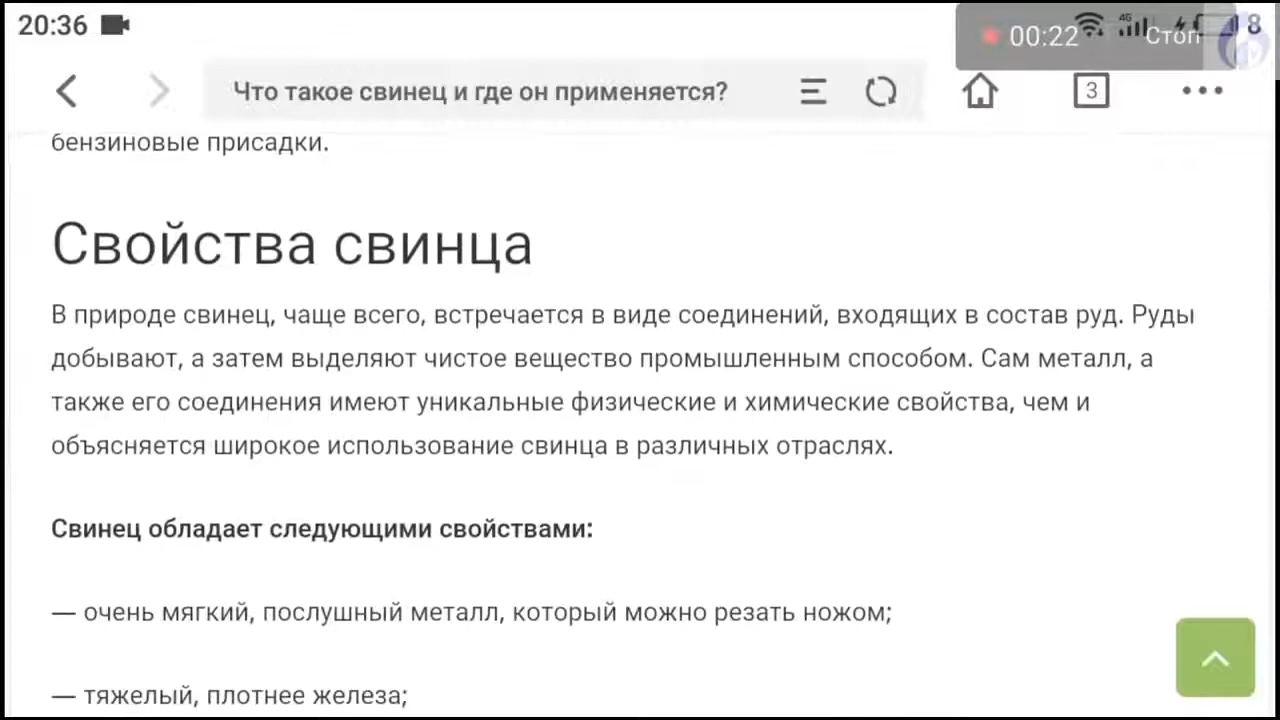 20:36
00:22
4G
Стоп
8
Что такое свинец и где он применяется?
3
бензиновые присадки.
Свойства свинца
В природе свинец, чаще всего, встречается в виде соединений, входящих в состав руд. Руды
добывают, а затем выделяют чистое вещество промышленным способом. Сам металл, а
также его соединения имеют уникальные физические и химические свойства, чем и
объясняется широкое использование свинца в различных отраслях.
Свинец обладает следующими свойствами:
— очень мягкий, послушный металл, который можно резать ножом;
— тяжелый, плотнее железа;